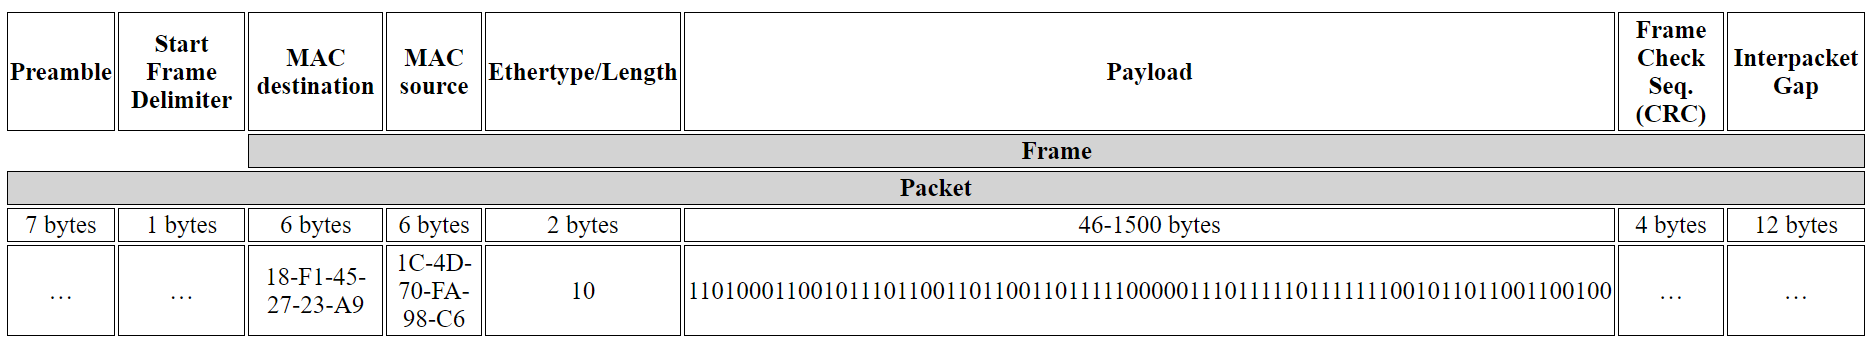 Preamble
Start
Frame
Delimiter
MAC
destination
MAC
source
Ethertype/Length
Payload
Frame
Check
Seq.
(CRC)
Interpacket
Gap
Frame
Packet
7 bytes
1 bytes
6 bytes
6 bytes
2 bytes
46-1500 bytes
4 bytes
12 bytes
…
…
18-F1-45-
27-23-A9
1C-4D-
70-FA-
98-C6
10
1101000110010111011001101100110111110000011101111101111111001011011001100100
…
…